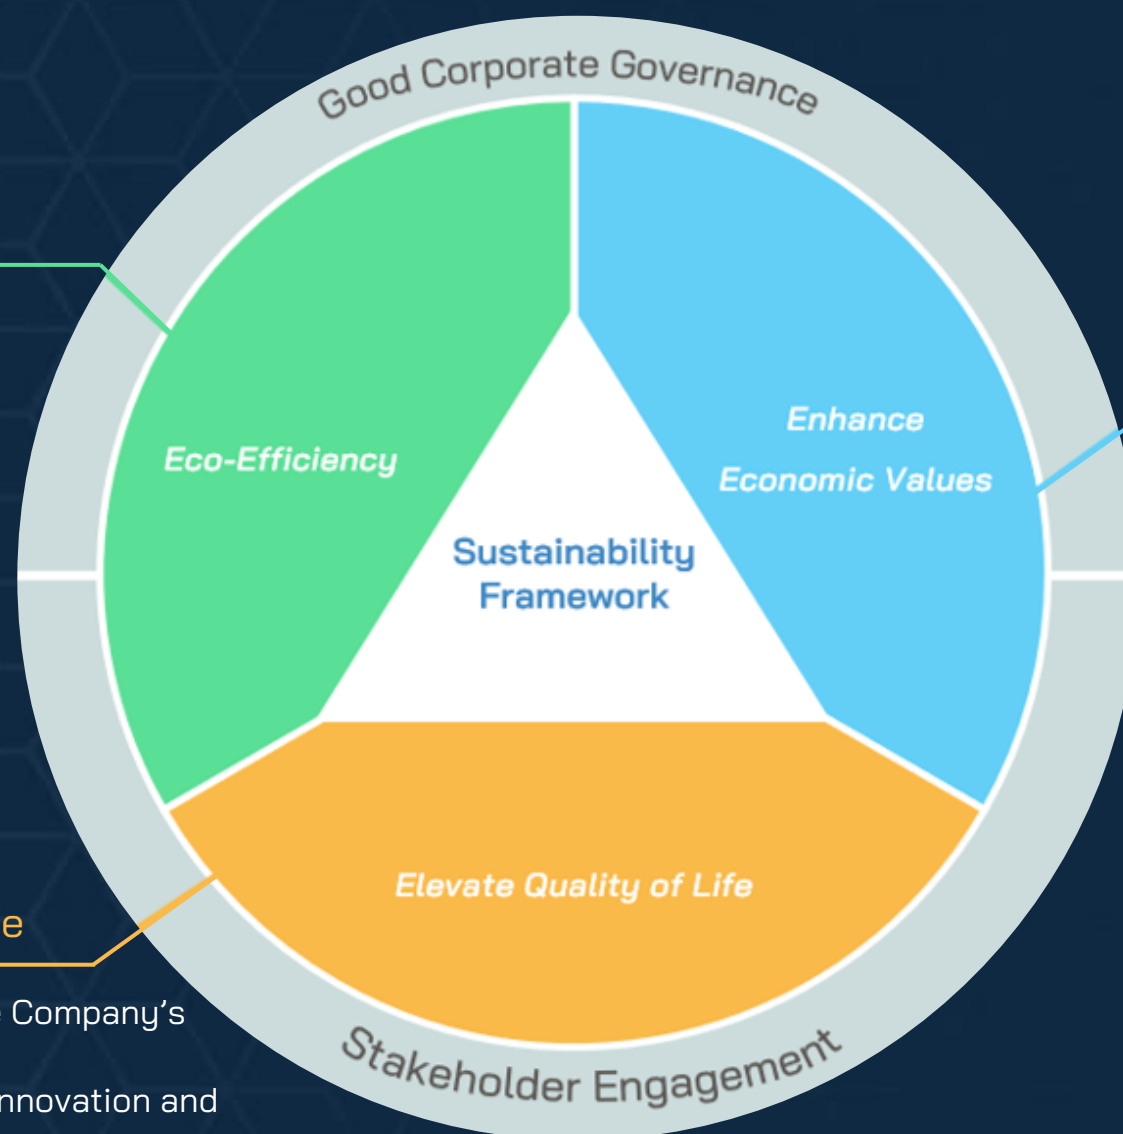 Good Corporate Governance
Enhance
Economic Values
Eco-Efficiency
Sustainability
Framework
Elevate Quality of Life
e
Company's
nnovation and
Stakeholder Engagement